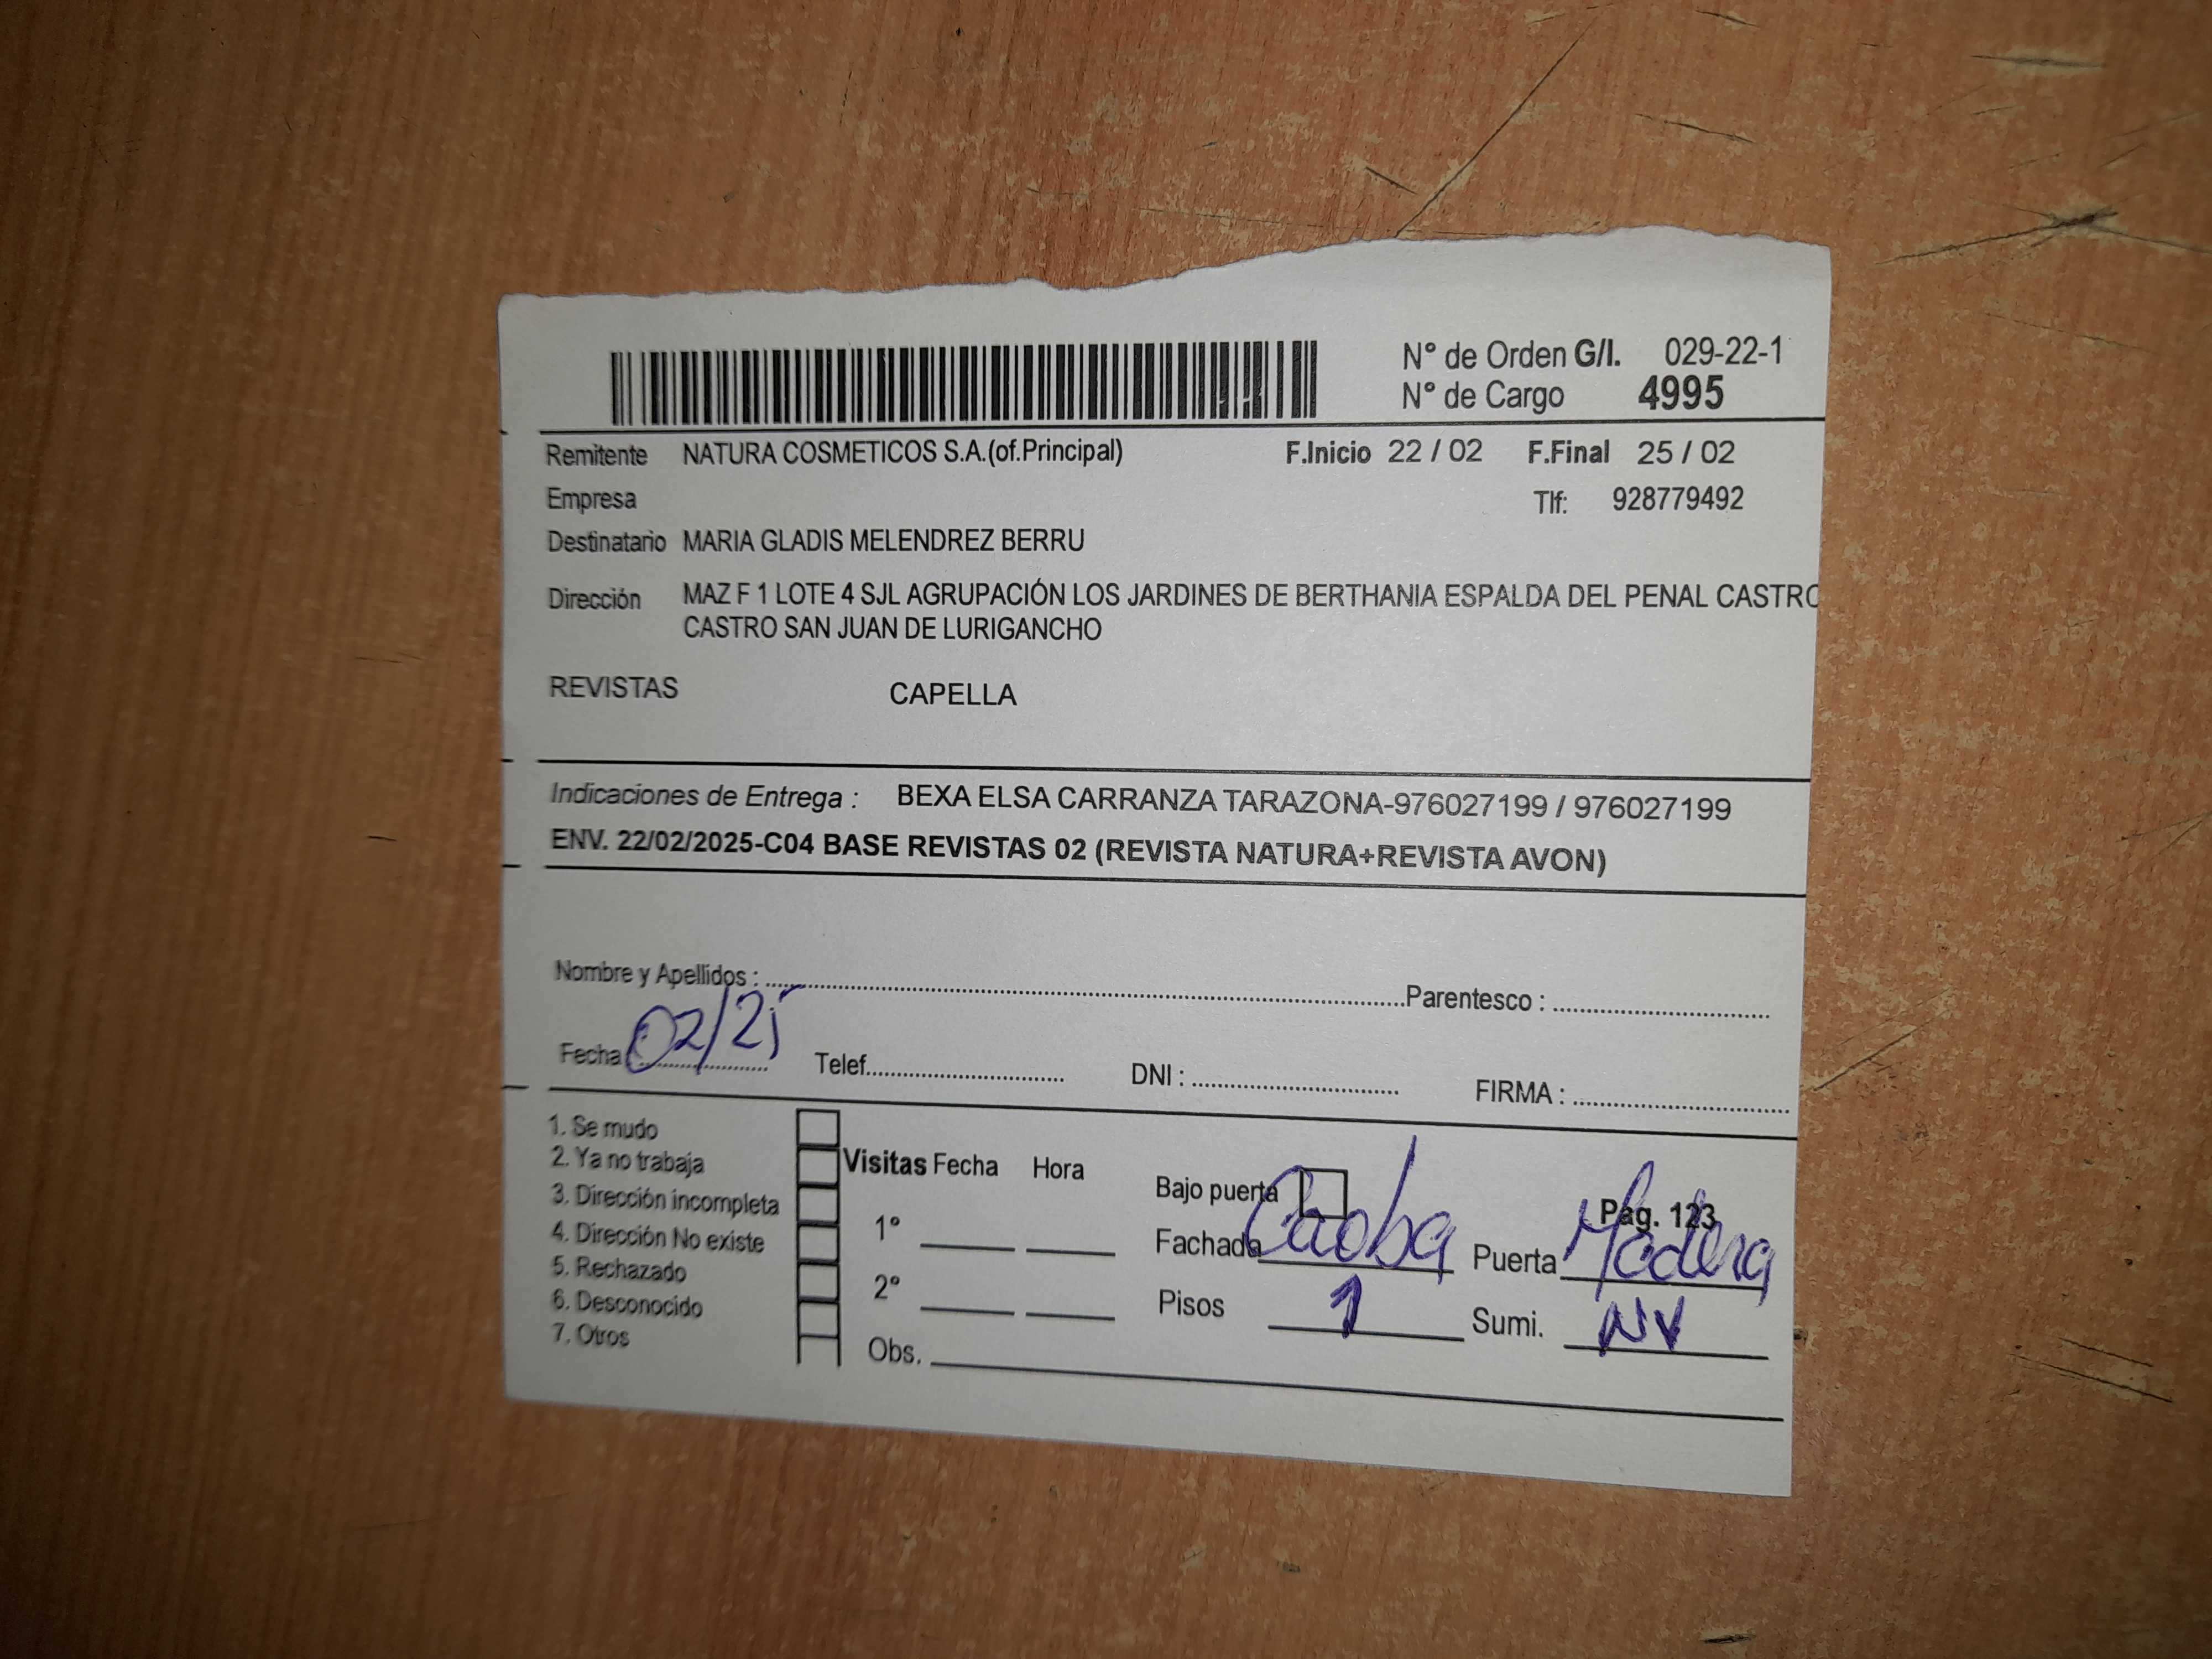 N° de Orden G/I. 029-22-1
N° de Cargo 4995
Remitente NATURA COSMETICOS S.A.(of.Principal) F.Inicio 22 / 02 F.Final 25 / 02
Empresa Tlf: 928779492
Destinatario MARIA GLADIS MELENDREZ BERRU
Dirección MAZ F 1 LOTE 4 SJL AGRUPACIÓN LOS JARDINES DE BERTHANIA ESPALDA DEL PENAL CASTRO
CASTRO SAN JUAN DE LURIGANCHO
REVISTAS CAPELLA
Indicaciones de Entrega : BEXA ELSA CARRANZA TARAZONA-976027199 / 976027199
ENV. 22/02/2025-C04 BASE REVISTAS 02 (REVISTA NATURA+REVISTA AVON)
Nombre y Apellidos : Parentesco :
Fecha 02/25 Telef. DNI : FIRMA :
1. Se mudo
2. Ya no trabaja
3. Dirección incompleta
4. Dirección No existe
5. Rechazado
6. Desconocido
7. Otros
Visitas Fecha Hora
1°
2°
Obs.
Bajo puerta Pág. 123
Fachada Caoba Puerta Madera
Pisos 1 Sumi. NV